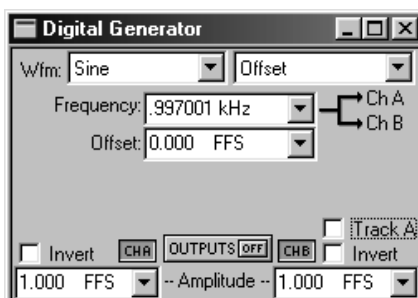 Digital Generator
Wfm: Sine Offset
Frequency: .997001 kHz Ch A
Ch B
Offset: 0.000 FFS
Track A
Invert CHA OUTPUTS OFF CHB Invert
1.000 FFS -- Amplitude -- 1.000 FFS